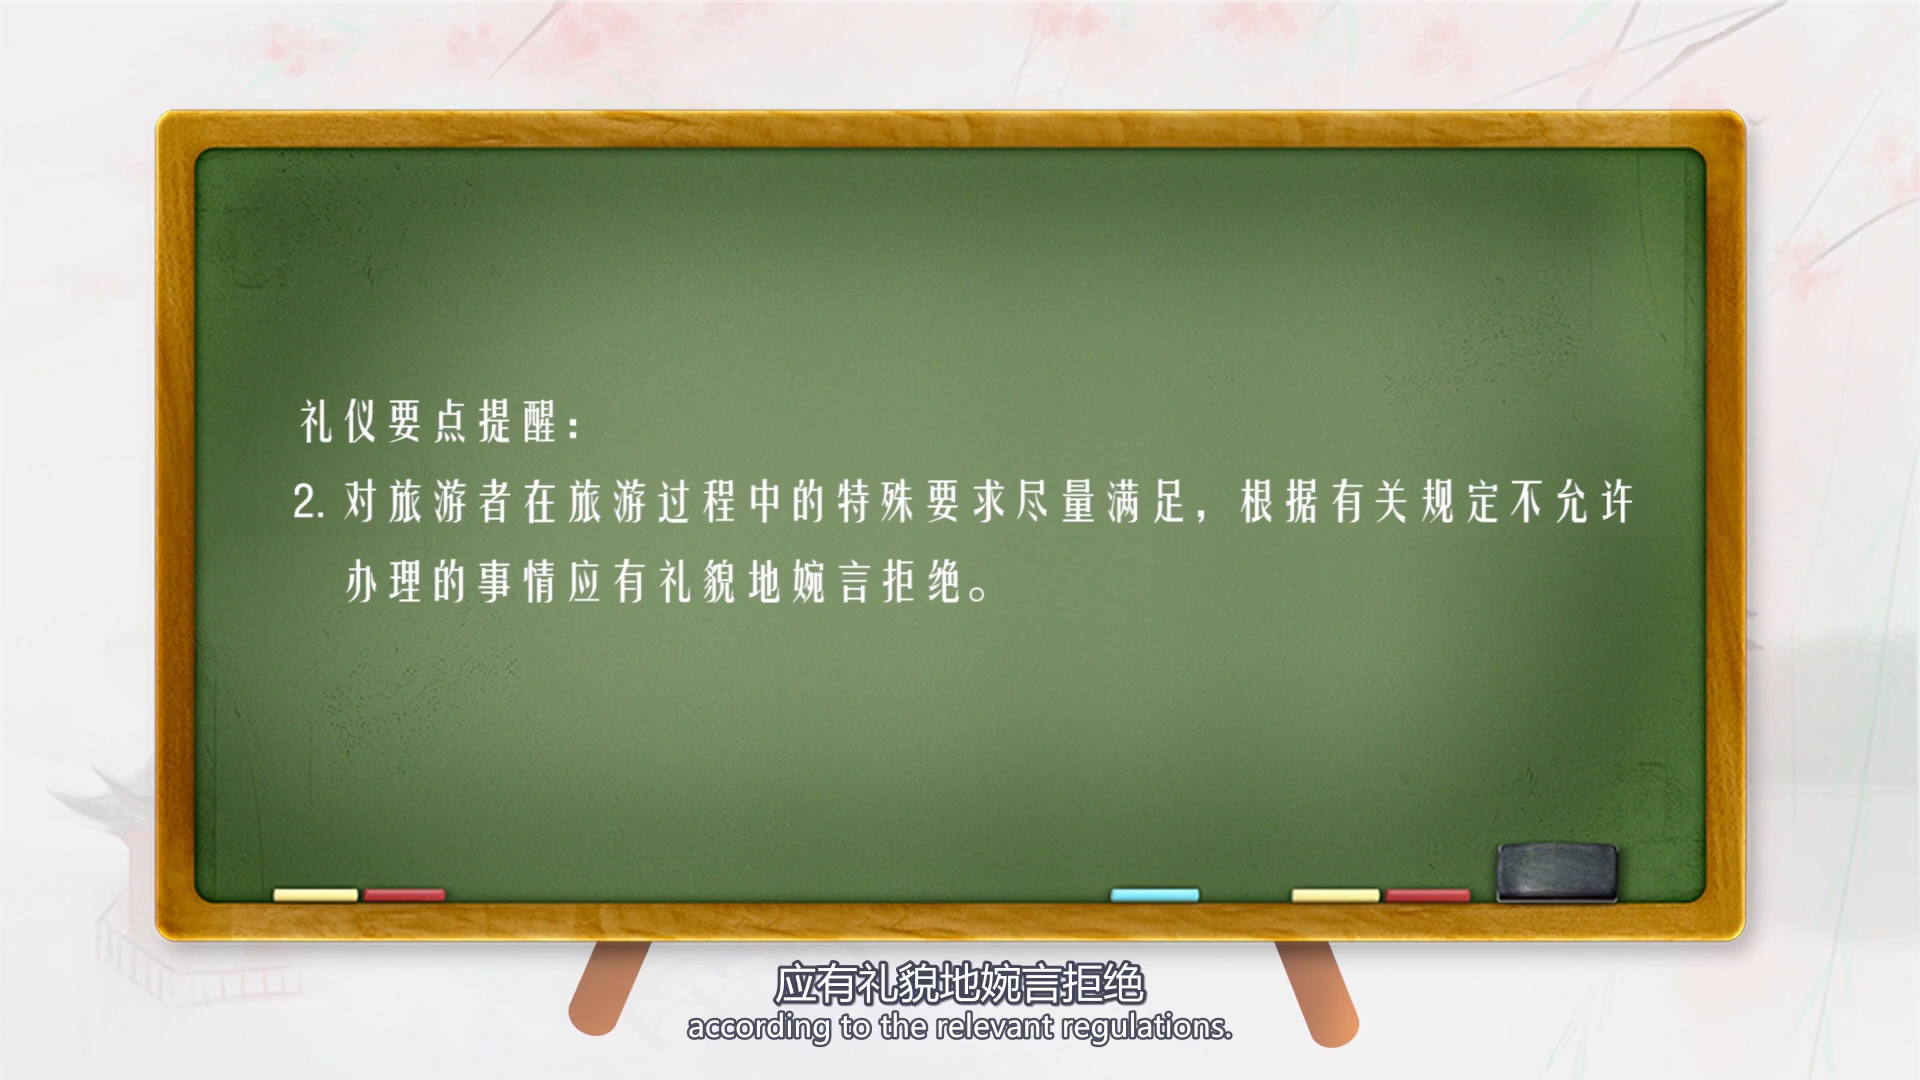 礼仪要点提醒：
2. 对旅游者在旅游过程中的特殊要求尽量满足，根据有关规定不允许
办理的事情应有礼貌地婉言拒绝。
应有礼貌地婉言拒绝
according to the relevant regulations.